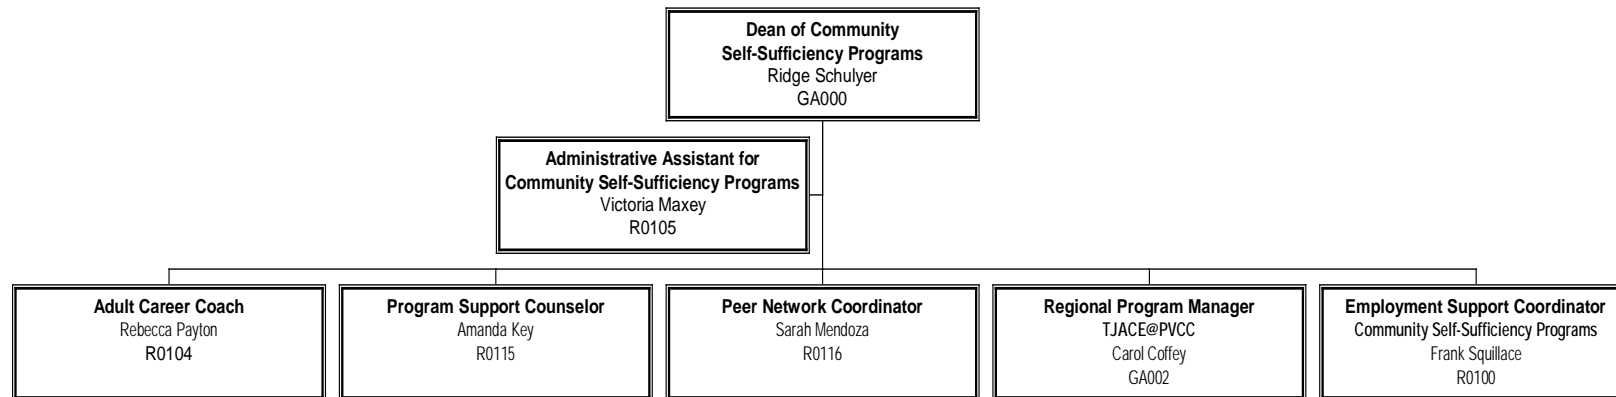 Dean of Community
Self-Sufficiency Programs
Ridge Schulyer
GA000
Administrative Assistant for
Community Self-Sufficiency Programs
Victoria Maxey
R0105
Adult Career Coach
Rebecca Payton
R0104
Program Support Counselor
Amanda Key
R0115
Peer Network Coordinator
Sarah Mendoza
R0116
Regional Program Manager
TJACE@PVCC
Carol Coffey
GA002
Employment Support Coordinator
Community Self-Sufficiency Programs
Frank Squillace
R0100